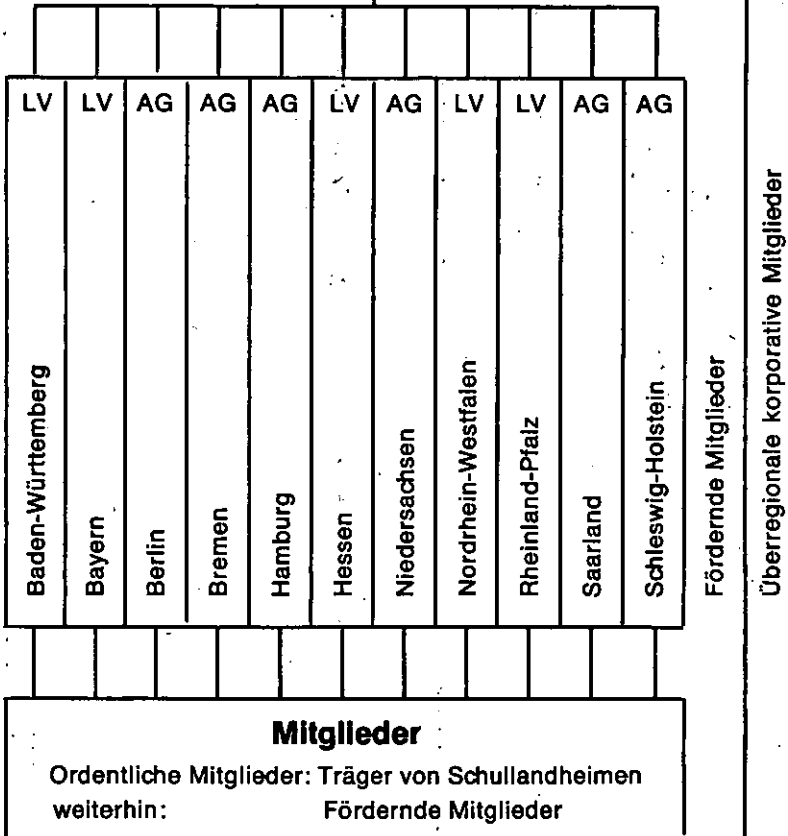 LV LV AG AG AG LV AG LV LV AG AG
Baden-Württemberg
Bayern
Berlin
Bremen
Hamburg
Hessen
Niedersachsen
Nordrhein-Westfalen
Rheinland-Pfalz
Saarland
Schleswig-Holstein
Fördernde Mitglieder
Überregionale korporative Mitglieder
Mitglieder
Ordentliche Mitglieder: Träger von Schullandheimen
weiterhin: Fördernde Mitglieder